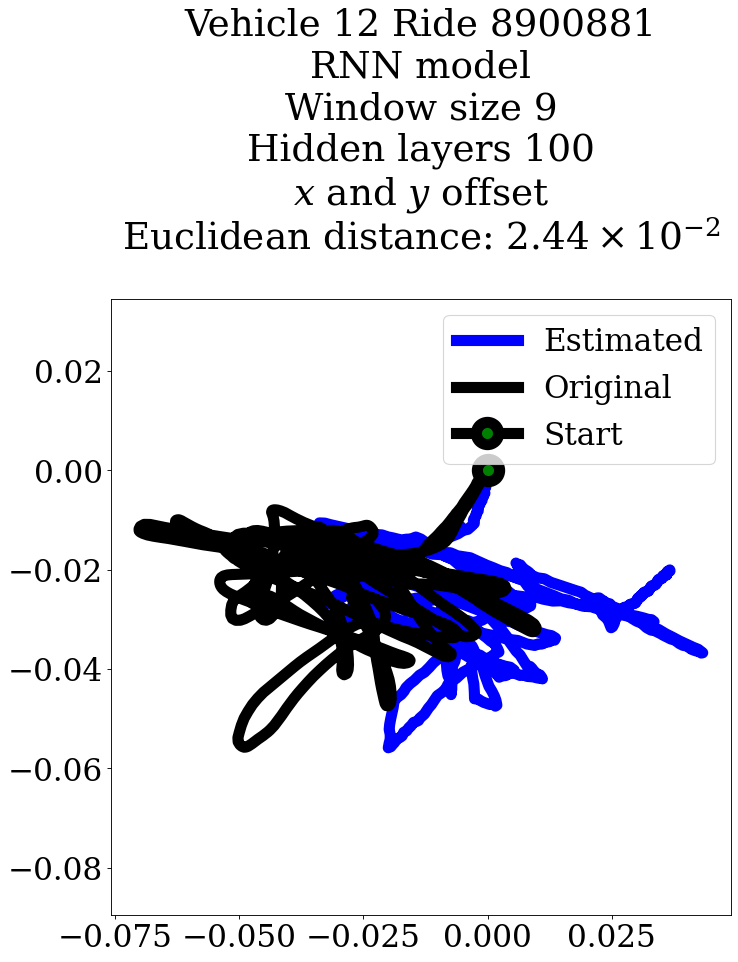 Vehicle 12 Ride 8900881
RNN model
Window size 9
Hidden layers 100
x and y offset
Euclidean distance: 2.44 × 10⁻²
Estimated
Original
Start
0.02
0.00
−0.02
−0.04
−0.06
−0.08
−0.075 −0.050 −0.025 0.000 0.025